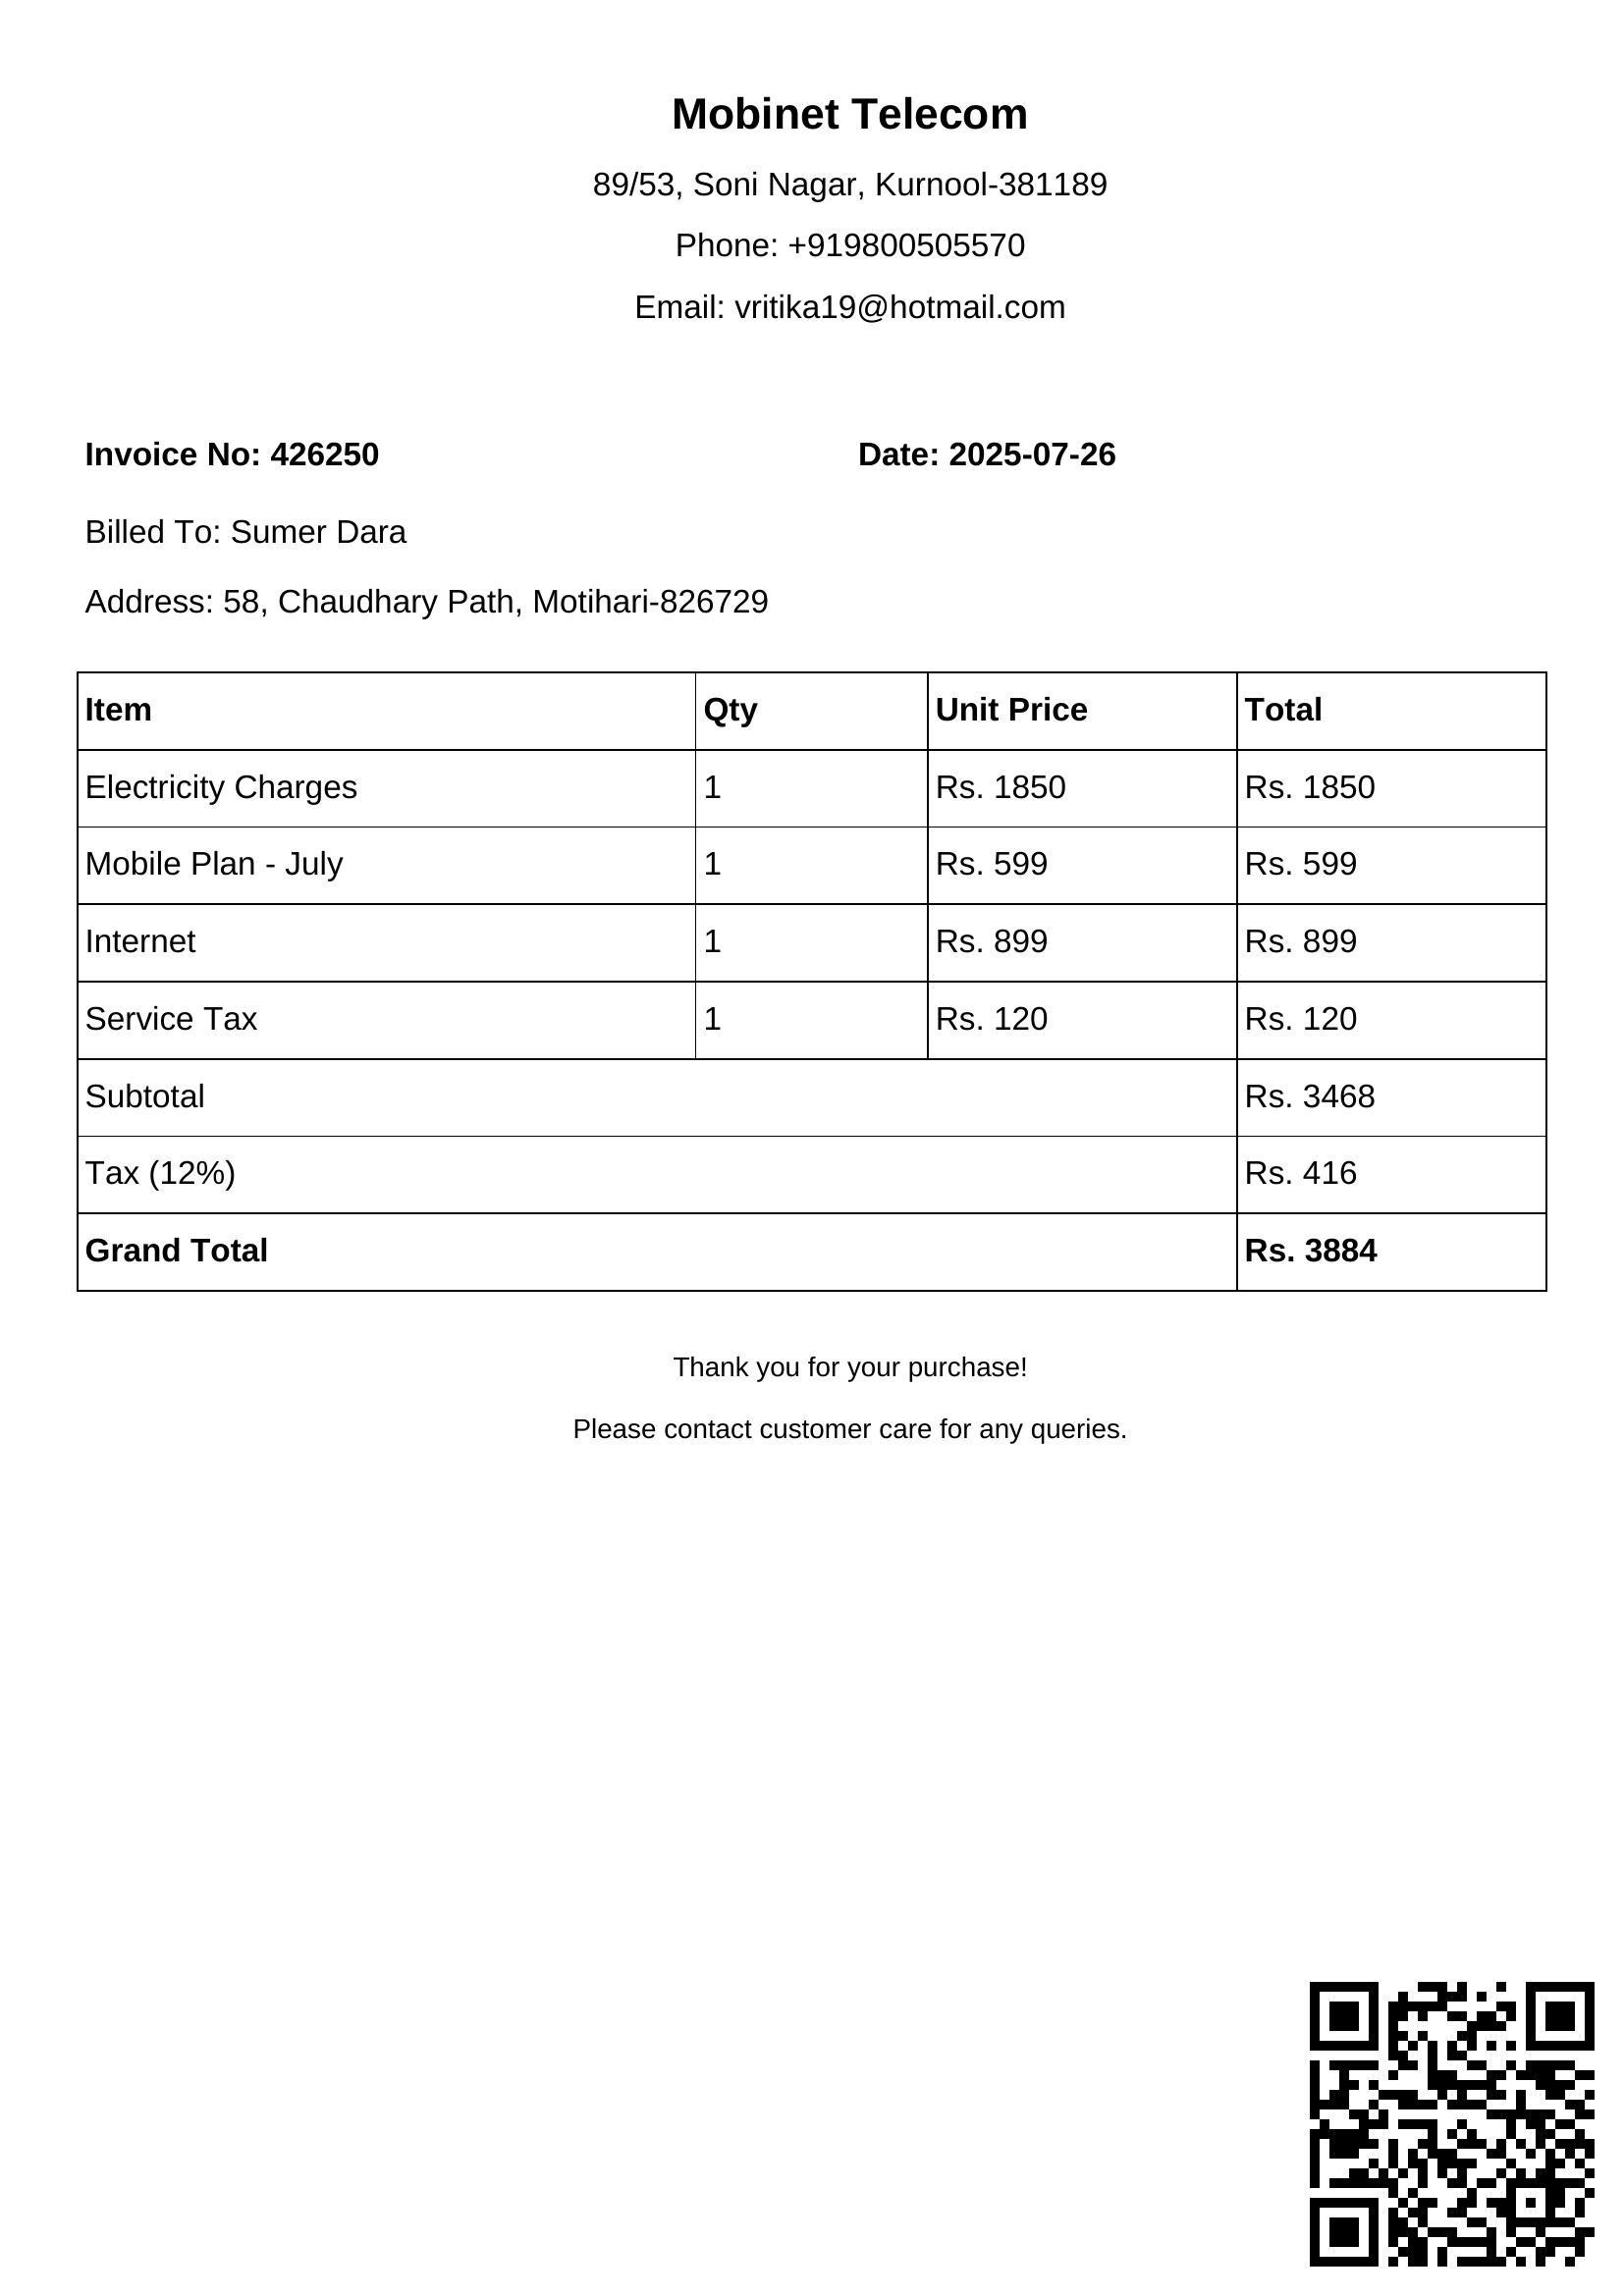 Mobinet Telecom
89/53, Soni Nagar, Kurnool-381189
Phone: +919800505570
Email: vritika19@hotmail.com
Invoice No: 426250 Date: 2025-07-26
Billed To: Sumer Dara
Address: 58, Chaudhary Path, Motihari-826729
Item Qty Unit Price Total
Electricity Charges 1 Rs. 1850 Rs. 1850
Mobile Plan - July 1 Rs. 599 Rs. 599
Internet 1 Rs. 899 Rs. 899
Service Tax 1 Rs. 120 Rs. 120
Subtotal Rs. 3468
Tax (12%) Rs. 416
Grand Total Rs. 3884
Thank you for your purchase!
Please contact customer care for any queries.